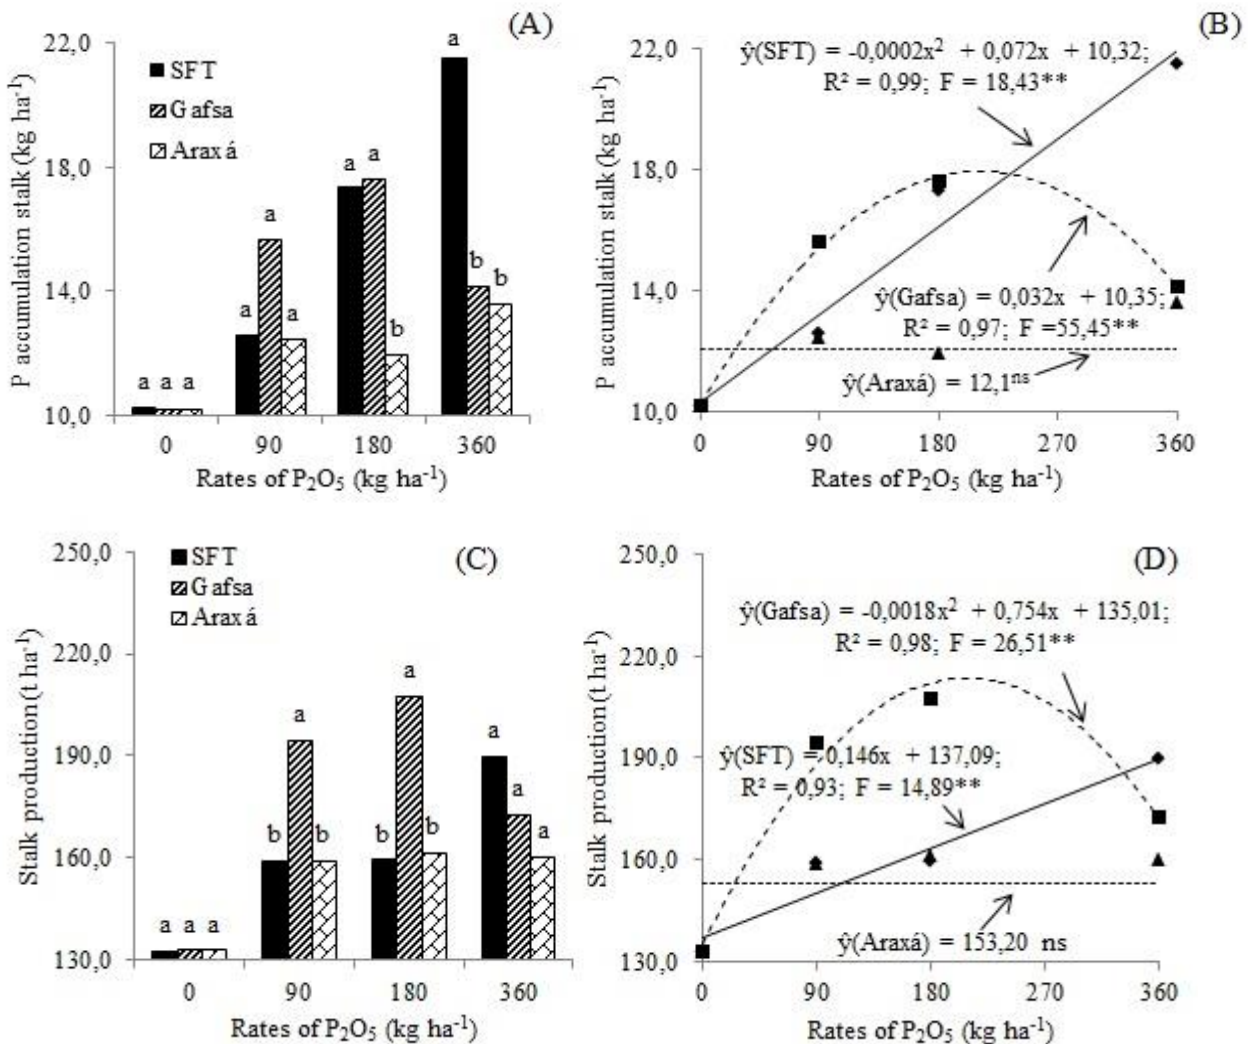 (A)
P accumulation stalk (kg ha⁻¹)
22,0
18,0
14,0
10,0
SFT
Gafsa
Araxá
a a a
a a a
a a b
a b b
0 90 180 360
Rates of P₂O₅ (kg ha⁻¹)
(B)
P accumulation stalk (kg ha⁻¹)
22,0
18,0
14,0
10,0
ŷ(SFT) = -0,0002x² + 0,072x + 10,32;
R² = 0,99; F = 18,43**
ŷ(Gafsa) = 0,032x + 10,35;
R² = 0,97; F =55,45**
ŷ(Araxá) = 12,1ns
0 90 180 270 360
Rates of P₂O₅ (kg ha⁻¹)
(C)
Stalk production (t ha⁻¹)
250,0
220,0
190,0
160,0
130,0
SFT
Gafsa
Araxá
a a a
b a b
b a b
a a a
0 90 180 360
Rates of P₂O₅ (kg ha⁻¹)
(D)
Stalk production (t ha⁻¹)
250,0
220,0
190,0
160,0
130,0
ŷ(Gafsa) = -0,0018x² + 0,754x + 135,01;
R² = 0,98; F = 26,51**
ŷ(SFT) = 0,146x + 137,09;
R² = 0,93; F = 14,89**
ŷ(Araxá) = 153,20 ns
0 90 180 270 360
Rates of P₂O₅ (kg ha⁻¹)